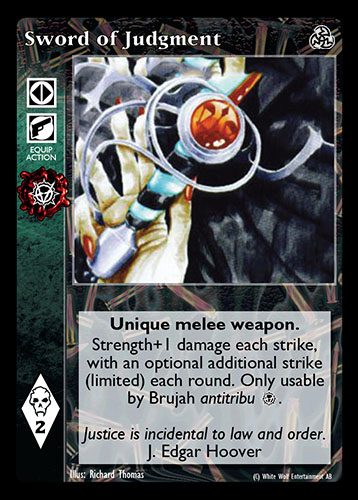 Sword of Judgment
EQUIP
ACTION
Unique melee weapon.
Strength+1 damage each strike,
with an optional additional strike
(limited) each round. Only usable
by Brujah antitribu .
Justice is incidental to law and order.
J. Edgar Hoover
2
Illus: Richard Thomas
(C) White Wolf Entertainment AB